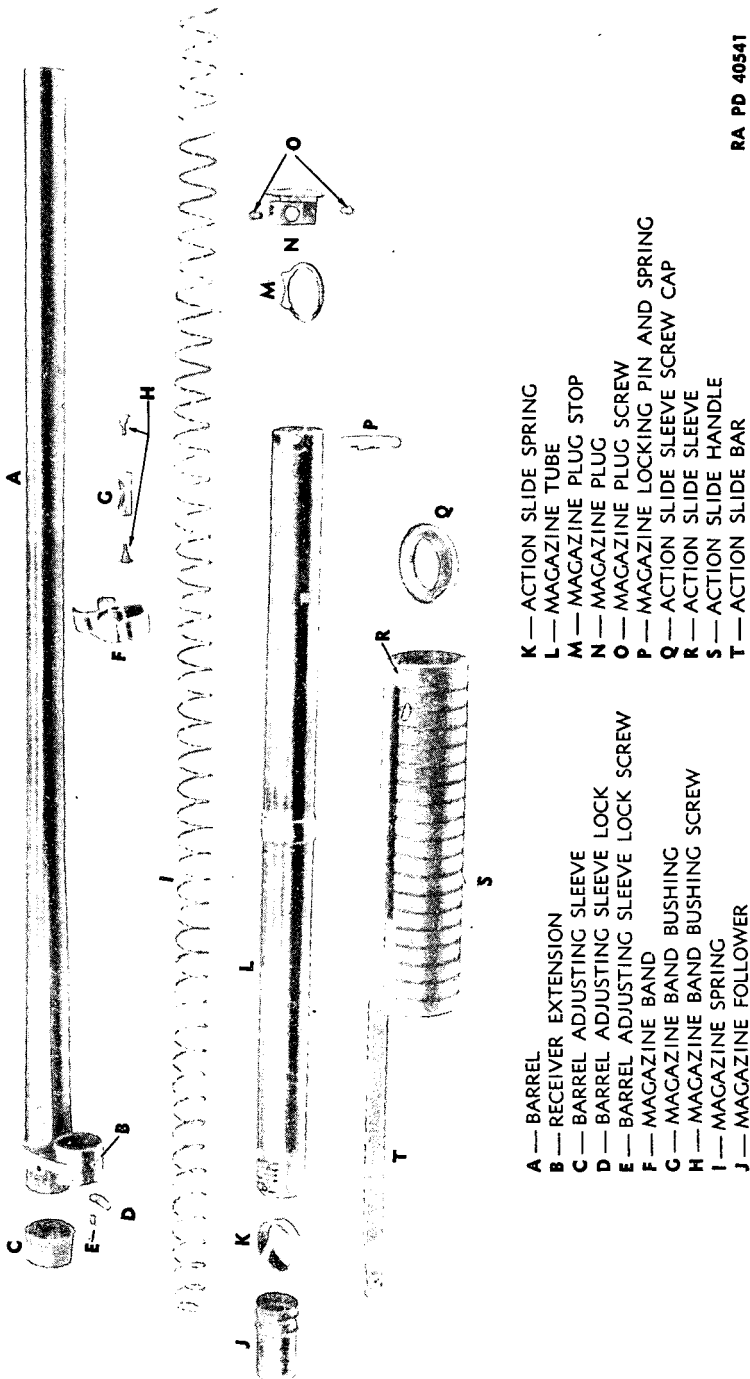 A
B
C
D
E
F
G
H
I
J
K
L
M
N
O
P
Q
R
S
T
A — BARREL
B — RECEIVER EXTENSION
C — BARREL ADJUSTING SLEEVE
D — BARREL ADJUSTING SLEEVE LOCK
E — BARREL ADJUSTING SLEEVE LOCK SCREW
F — MAGAZINE BAND
G — MAGAZINE BAND BUSHING
H — MAGAZINE BAND BUSHING SCREW
I — MAGAZINE SPRING
J — MAGAZINE FOLLOWER
K — ACTION SLIDE SPRING
L — MAGAZINE TUBE
M — MAGAZINE PLUG STOP
N — MAGAZINE PLUG
O — MAGAZINE PLUG SCREW
P — MAGAZINE LOCKING PIN AND SPRING
Q — ACTION SLIDE SLEEVE SCREW CAP
R — ACTION SLIDE SLEEVE
S — ACTION SLIDE HANDLE
T — ACTION SLIDE BAR
RA PD 40541